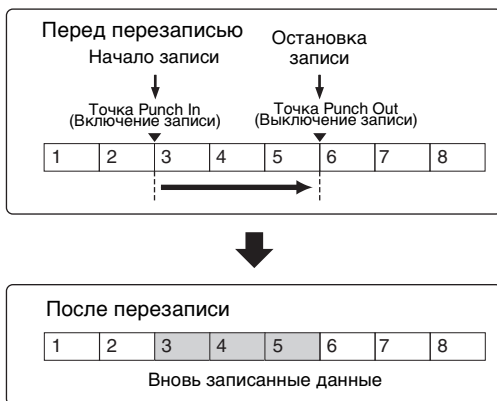 Перед перезаписью
Начало записи
Остановка
записи
Точка Punch In
(Включение записи)
Точка Punch Out
(Выключение записи)
1 2 3 4 5 6 7 8
После перезаписи
1 2 3 4 5 6 7 8
Вновь записанные данные